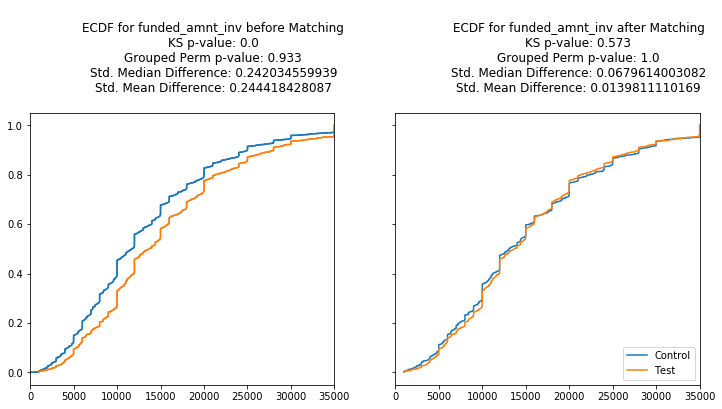 ECDF for funded_amnt_inv before Matching
KS p-value: 0.0
Grouped Perm p-value: 0.933
Std. Median Difference: 0.242034559939
Std. Mean Difference: 0.244418428087
1.0
0.8
0.6
0.4
0.2
0.0
0 5000 10000 15000 20000 25000 30000 35000
ECDF for funded_amnt_inv after Matching
KS p-value: 0.573
Grouped Perm p-value: 1.0
Std. Median Difference: 0.0679614003082
Std. Mean Difference: 0.0139811110169
Control
Test
0 5000 10000 15000 20000 25000 30000 35000